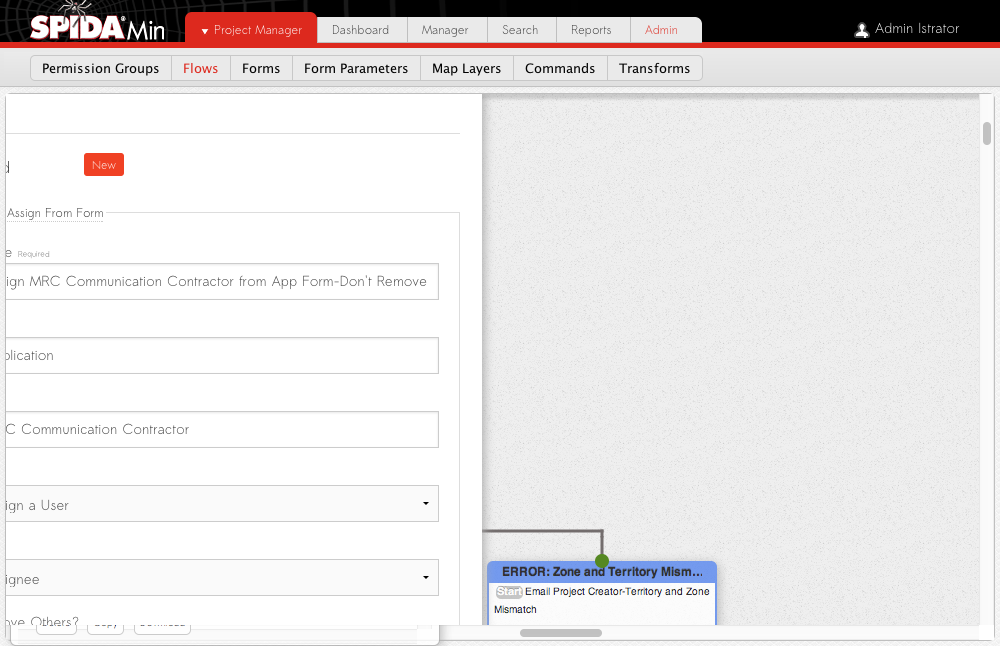 SPIDA® Min
▼ Project Manager
Dashboard
Manager
Search
Reports
Admin
Admin Istrator
Permission Groups
Flows
Forms
Form Parameters
Map Layers
Commands
Transforms
d
New
Assign From Form
e Required
ign MRC Communication Contractor from App Form-Don't Remove
plication
C Communication Contractor
ign a User
ignee
ove Others?
Copy
Download
ERROR: Zone and Territory Mism...
Start Email Project Creator-Territory and Zone
Mismatch